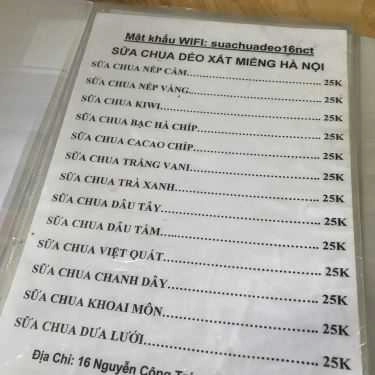 Mật khẩu WIFI: suachuadeo16nct
SỮA CHUA DẺO XẮT MIẾNG HÀ NỘI
SỮA CHUA NẾP CẨM 25K
SỮA CHUA NẾP VÀNG 25K
SỮA CHUA KIWI 25K
SỮA CHUA BẠC HÀ CHÍP 25K
SỮA CHUA CACAO CHÍP 25K
SỮA CHUA TRẮNG VANI 25K
SỮA CHUA TRÀ XANH 25K
SỮA CHUA DÂU TÂY 25K
SỮA CHUA DÂU TẰM 25K
SỮA CHUA VIỆT QUẤT 25K
SỮA CHUA CHANH DÂY 25K
SỮA CHUA KHOAI MÔN 25K
SỮA CHUA DƯA LƯỚI 25K
Địa Chỉ: 16 Nguyễn Công